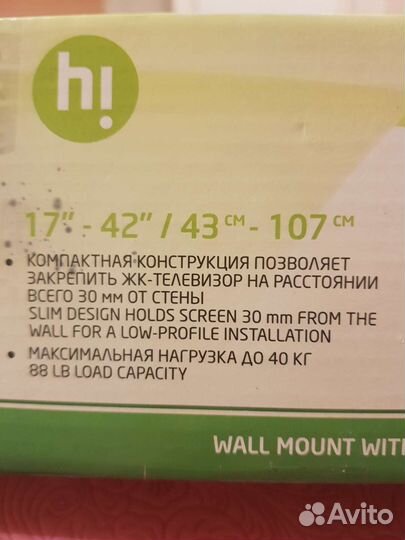 hi
17" - 42" / 43 см - 107 см
• КОМПАКТНАЯ КОНСТРУКЦИЯ ПОЗВОЛЯЕТ
ЗАКРЕПИТЬ ЖК-ТЕЛЕВИЗОР НА РАССТОЯНИИ
ВСЕГО 30 мм ОТ СТЕНЫ
SLIM DESIGN HOLDS SCREEN 30 mm FROM THE
WALL FOR A LOW-PROFILE INSTALLATION
• МАКСИМАЛЬНАЯ НАГРУЗКА ДО 40 КГ
88 LB LOAD CAPACITY
WALL MOUNT WITH
Avito